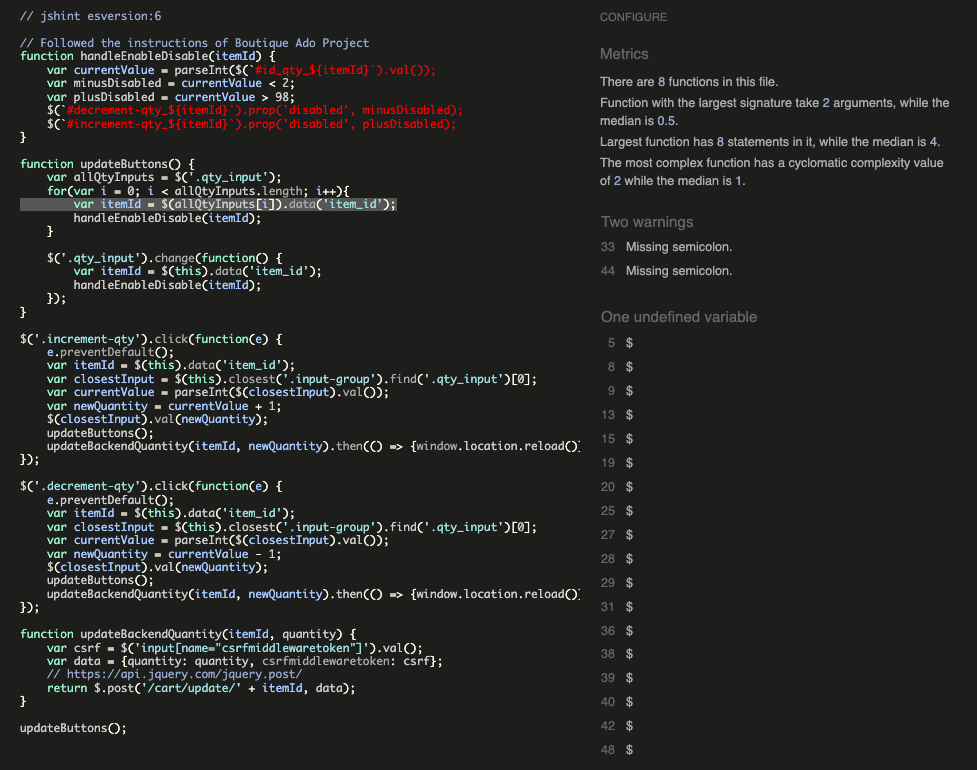 // jshint esversion:6
// Followed the instructions of Boutique Ado Project
function handleEnableDisable(itemId) {
var currentValue = parseInt($(`#id_qty_${itemId}`).val());
var minusDisabled = currentValue < 2;
var plusDisabled = currentValue > 98;
$(`#decrement-qty_${itemId}`).prop('disabled', minusDisabled);
$(`#increment-qty_${itemId}`).prop('disabled', plusDisabled);
}
function updateButtons() {
var allQtyInputs = $('.qty_input');
for(var i = 0; i < allQtyInputs.length; i++){
var itemId = $(allQtyInputs[i]).data('item_id');
handleEnableDisable(itemId);
}
$('.qty_input').change(function() {
var itemId = $(this).data('item_id');
handleEnableDisable(itemId);
});
}
$('.increment-qty').click(function(e) {
e.preventDefault();
var itemId = $(this).data('item_id');
var closestInput = $(this).closest('.input-group').find('.qty_input')[0];
var currentValue = parseInt($(closestInput).val());
var newQuantity = currentValue + 1;
$(closestInput).val(newQuantity);
updateButtons();
updateBackendQuantity(itemId, newQuantity).then(() => {window.location.reload()}
});
$('.decrement-qty').click(function(e) {
e.preventDefault();
var itemId = $(this).data('item_id');
var closestInput = $(this).closest('.input-group').find('.qty_input')[0];
var currentValue = parseInt($(closestInput).val());
var newQuantity = currentValue - 1;
$(closestInput).val(newQuantity);
updateButtons();
updateBackendQuantity(itemId, newQuantity).then(() => {window.location.reload()}
});
function updateBackendQuantity(itemId, quantity) {
var csrf = $('input[name="csrfmiddlewaretoken"]').val();
var data = {quantity: quantity, csrfmiddlewaretoken: csrf};
// https://api.jquery.com/jquery.post/
return $.post('/cart/update/' + itemId, data);
}
updateButtons();
CONFIGURE
Metrics
There are 8 functions in this file.
Function with the largest signature take 2 arguments, while the
median is 0.5.
Largest function has 8 statements in it, while the median is 4.
The most complex function has a cyclomatic complexity value
of 2 while the median is 1.
Two warnings
33 Missing semicolon.
44 Missing semicolon.
One undefined variable
5 $
8 $
9 $
13 $
15 $
19 $
20 $
25 $
27 $
28 $
29 $
31 $
36 $
38 $
39 $
40 $
42 $
48 $